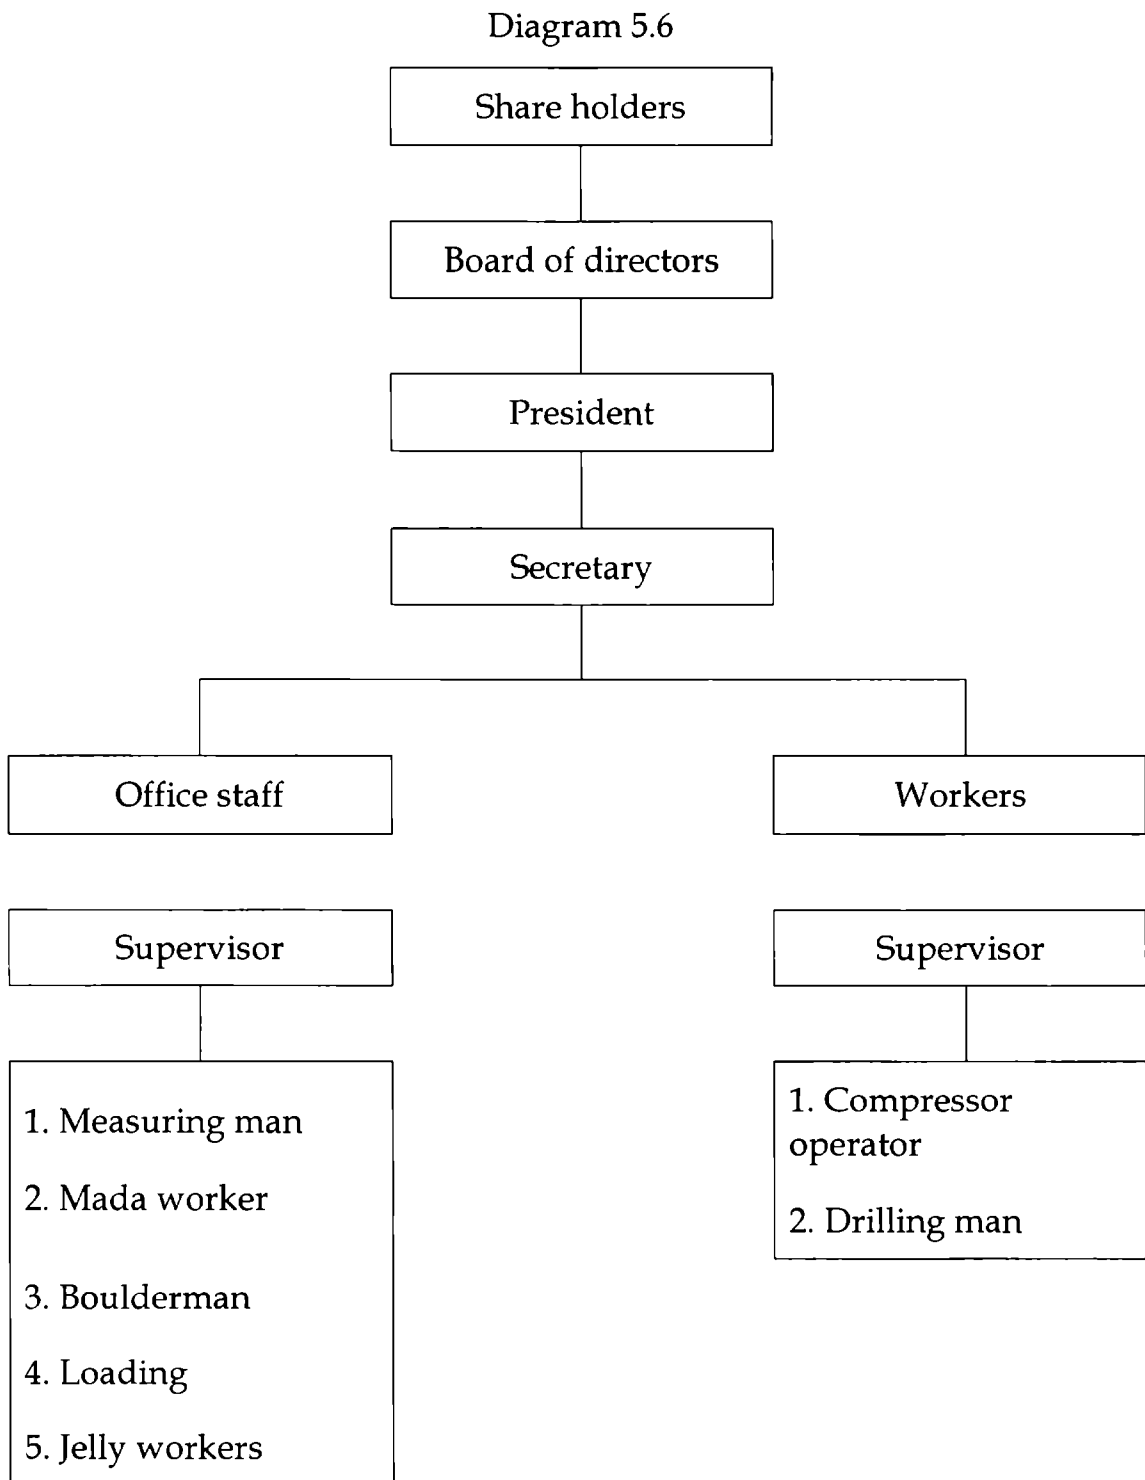 Diagram 5.6
Share holders
Board of directors
President
Secretary
Office staff
Workers
Supervisor
Supervisor
1. Measuring man
2. Mada worker
3. Boulderman
4. Loading
5. Jelly workers
1. Compressor
operator
2. Drilling man